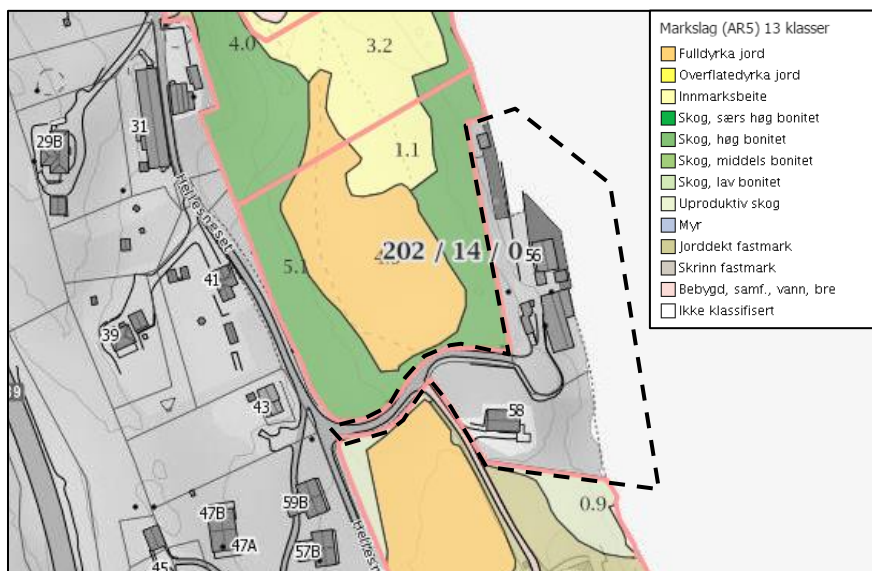 Markslag (AR5) 13 klasser
Fulldyrka jord
Overflatedyrka jord
Innmarksbeite
Skog, særs høg bonitet
Skog, høg bonitet
Skog, middels bonitet
Skog, lav bonitet
Uproduktiv skog
Myr
Jorddekt fastmark
Skrinn fastmark
Bebygd, samf., vann, bre
Ikke klassifisert
4.0
3.2
31
29B
1.1
Hellesneset
202 / 14 / 0
56
5.1
41
39
43
58
59B
47B
0.9
47A
57B
45